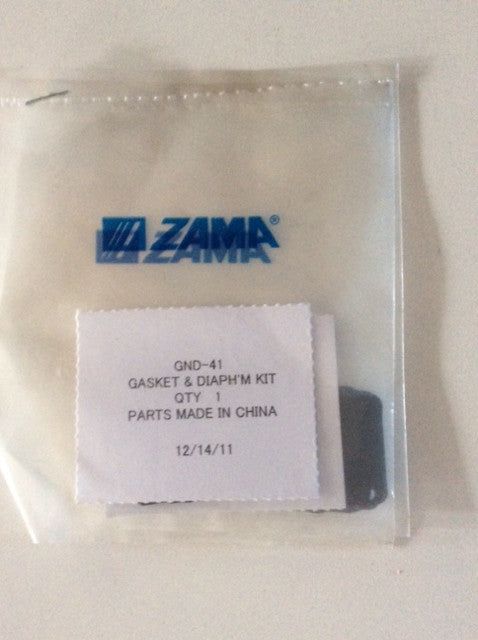 ZAMA®
GND-41
GASKET & DIAPH'M KIT
QTY 1
PARTS MADE IN CHINA
12/14/11